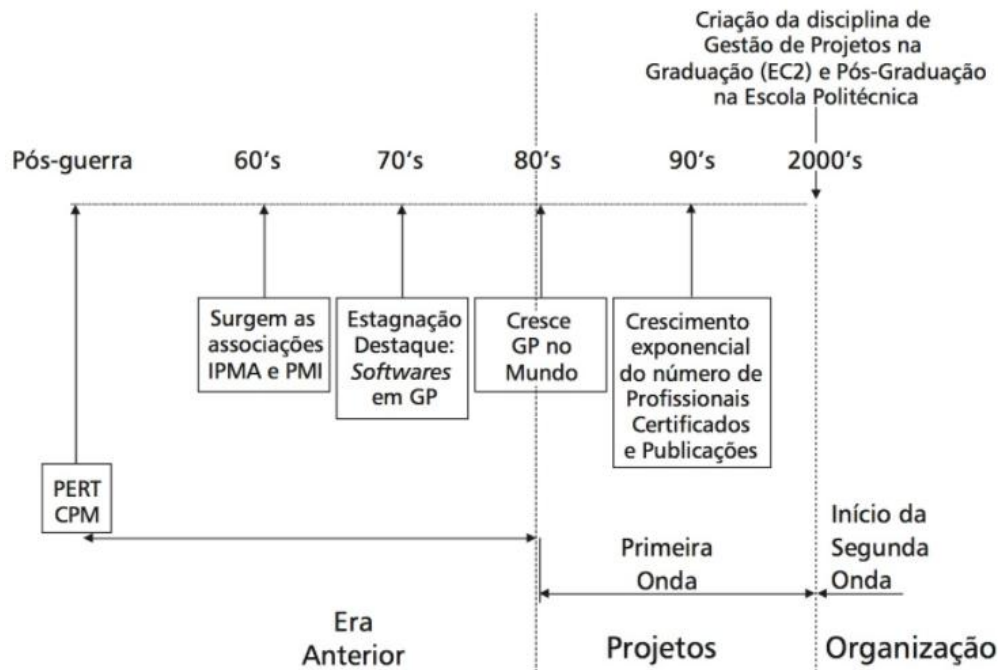 Criação da disciplina de
Gestão de Projetos na
Graduação (EC2) e Pós-Graduação
na Escola Politécnica
Pós-guerra 60's 70's 80's 90's 2000's
Surgem as
associações
IPMA e PMI
Estagnação
Destaque:
Softwares
em GP
Cresce
GP no
Mundo
Crescimento
exponencial
do número de
Profissionais
Certificados
e Publicações
PERT
CPM
Primeira
Onda
Início da
Segunda
Onda
Era
Anterior
Projetos
Organização